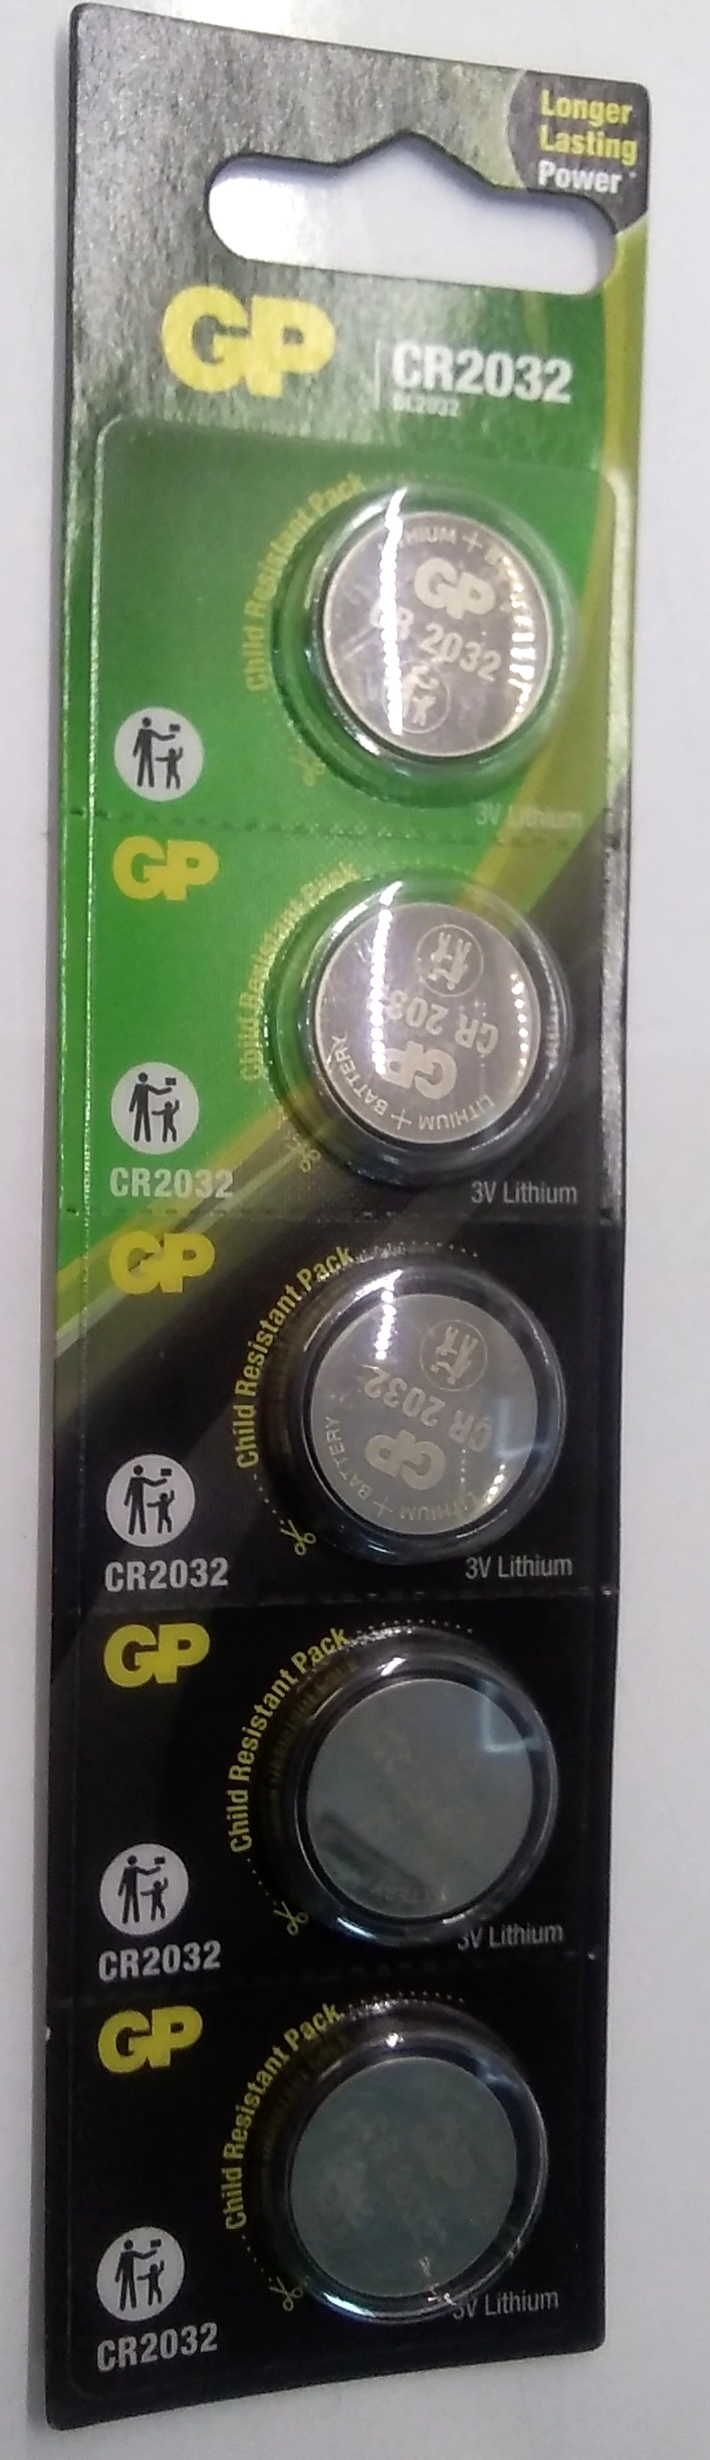 Longer
Lasting
Power
GP
CR2032
DL2032
Child Resistant Pack
LITHIUM + BA
GP
CR 2032
3V Lithium
GP
Child Resistant Pack
CR 203
GP
LITHIUM + BATTERY
CR2032
3V Lithium
GP
Child Resistant Pack
CR 2032
GP
LITHIUM + BATTERY
CR2032
3V Lithium
GP
Child Resistant Pack
CR2032
3V Lithium
GP
Child Resistant Pack
CR2032
3V Lithium